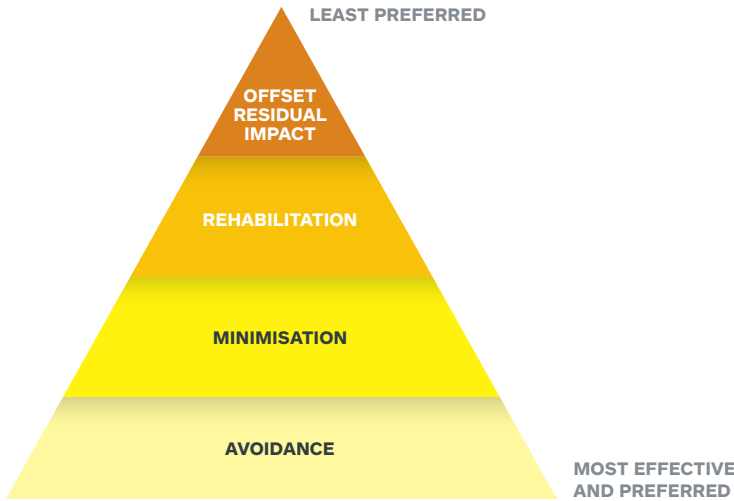 LEAST PREFERRED
OFFSET
RESIDUAL
IMPACT
REHABILITATION
MINIMISATION
AVOIDANCE
MOST EFFECTIVE
AND PREFERRED